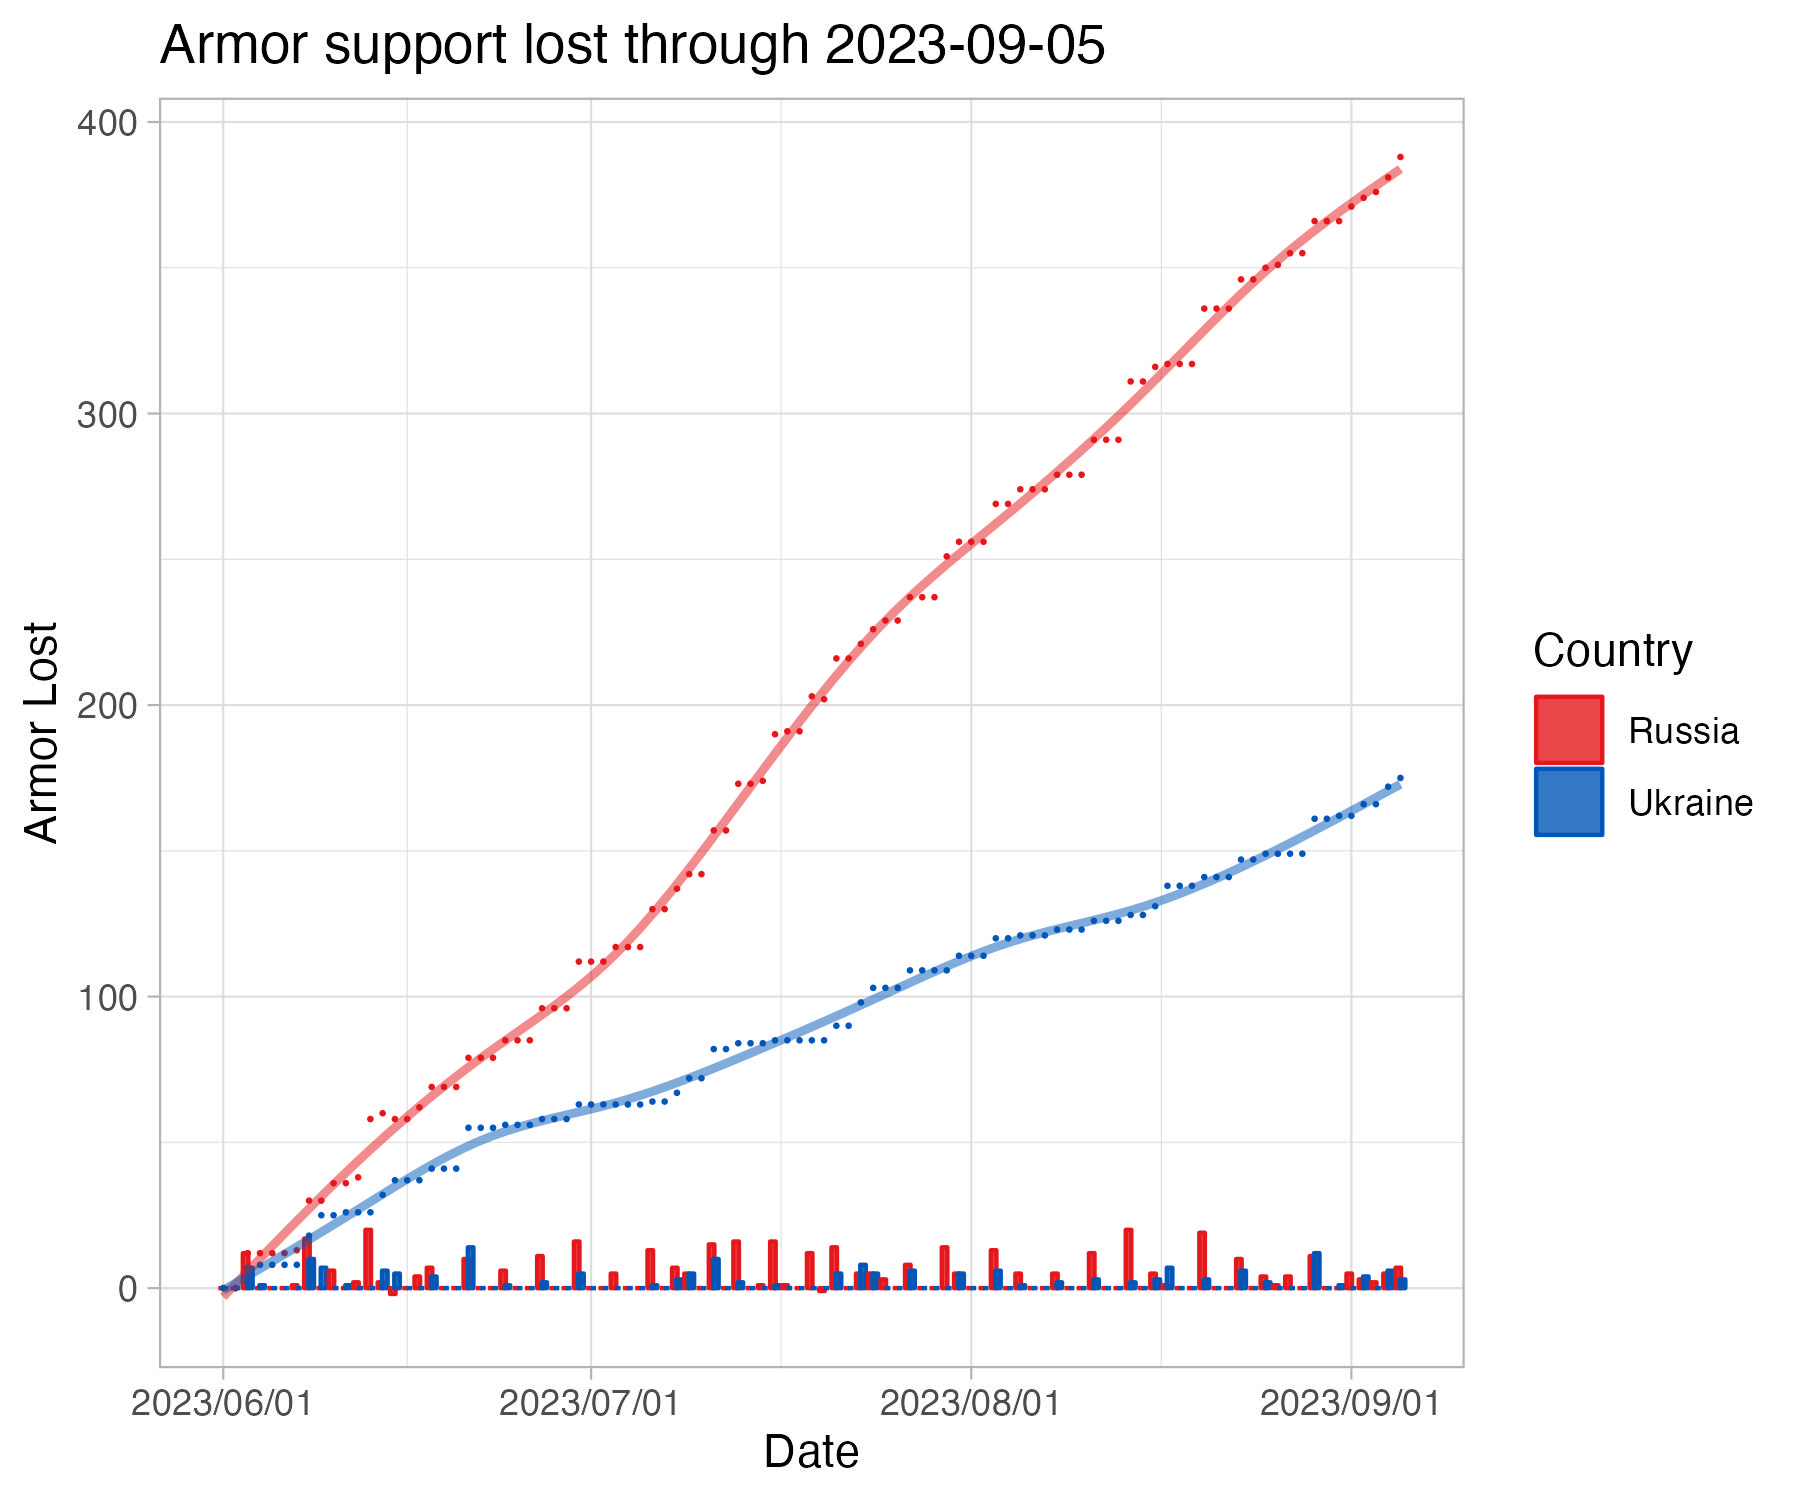 Armor support lost through 2023-09-05
Armor Lost
400
300
200
100
0
2023/06/01
2023/07/01
2023/08/01
2023/09/01
Date
Country
Russia
Ukraine